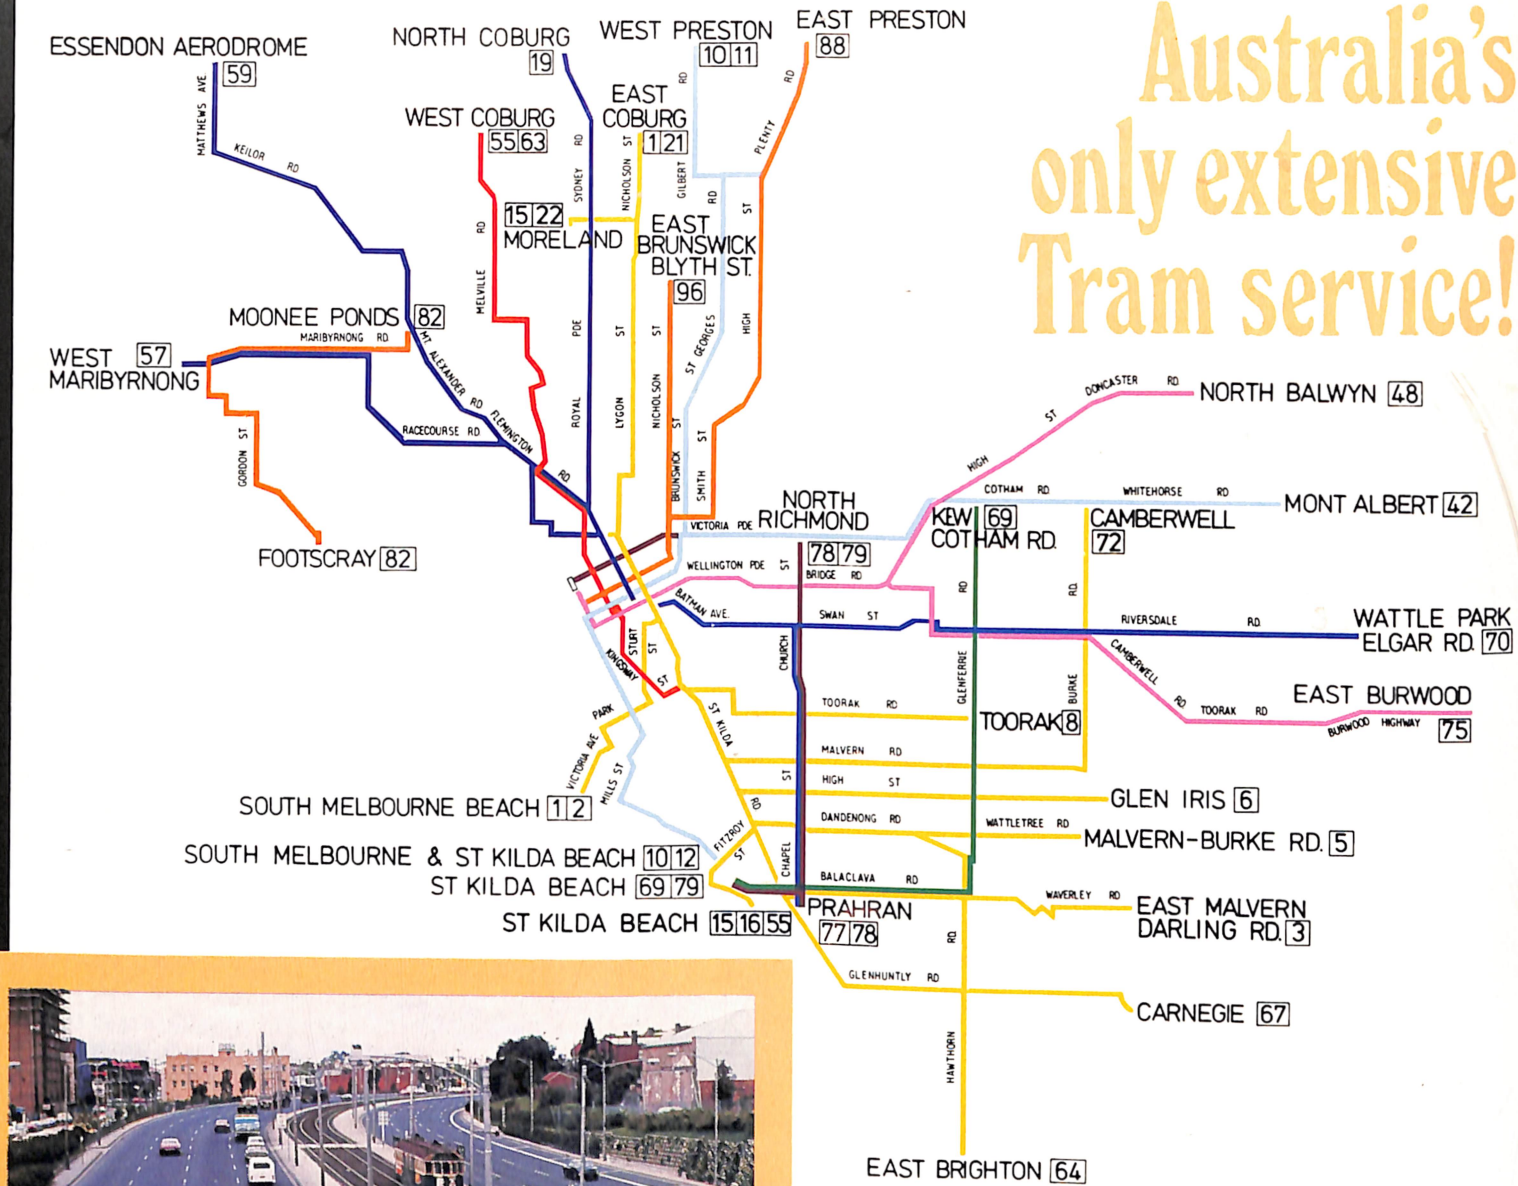 Australia's
only extensive
Tram service!
ESSENDON AERODROME
59
NORTH COBURG
19
WEST PRESTON
10 11
EAST PRESTON
88
WEST COBURG
55 63
EAST
COBURG
1 21
15 22
MORELAND
EAST
BRUNSWICK
BLYTH ST.
96
MOONEE PONDS 82
WEST 57
MARIBYRNONG
FOOTSCRAY 82
NORTH
RICHMOND
78 79
NORTH BALWYN 48
MONT ALBERT 42
KEW 69
COTHAM RD.
CAMBERWELL
72
WATTLE PARK
ELGAR RD. 70
EAST BURWOOD
75
TOORAK 8
GLEN IRIS 6
MALVERN-BURKE RD. 5
EAST MALVERN
DARLING RD. 3
CARNEGIE 67
EAST BRIGHTON 64
PRAHRAN
77 78
SOUTH MELBOURNE BEACH 1 2
SOUTH MELBOURNE & ST KILDA BEACH 10 12
ST KILDA BEACH 69 79
ST KILDA BEACH 15 16 55
MATTHEWS AVE
KEILOR RD
MARIBYRNONG RD
MT ALEXANDER RD
FLEMINGTON RD
RACECOURSE RD
GORDON ST
MELVILLE RD
SYDNEY RD
ROYAL PDE
NICHOLSON ST
LYGON ST
NICHOLSON ST
GILBERT RD
ST GEORGES RD
PLENTY RD
HIGH ST
BRUNSWICK ST
SMITH ST
VICTORIA PDE
WELLINGTON PDE
BRIDGE RD
BATMAN AVE.
SWAN ST
CHURCH ST
CHAPEL ST
HIGH ST
DONCASTER RD
COTHAM RD
WHITEHORSE RD
GLENFERRIE RD
BURKE RD.
RIVERSDALE RD.
CAMBERWELL RD
TOORAK RD
BURWOOD HIGHWAY
STURT ST
KINGSWAY
PARK ST
VICTORIA AVE
MILLS ST
ST KILDA RD
FITZROY ST
TOORAK RD
MALVERN RD
HIGH ST
DANDENONG RD
WATTLETREE RD
BALACLAVA RD
WAVERLEY RD
GLENHUNTLY RD
HAWTHORN RD.